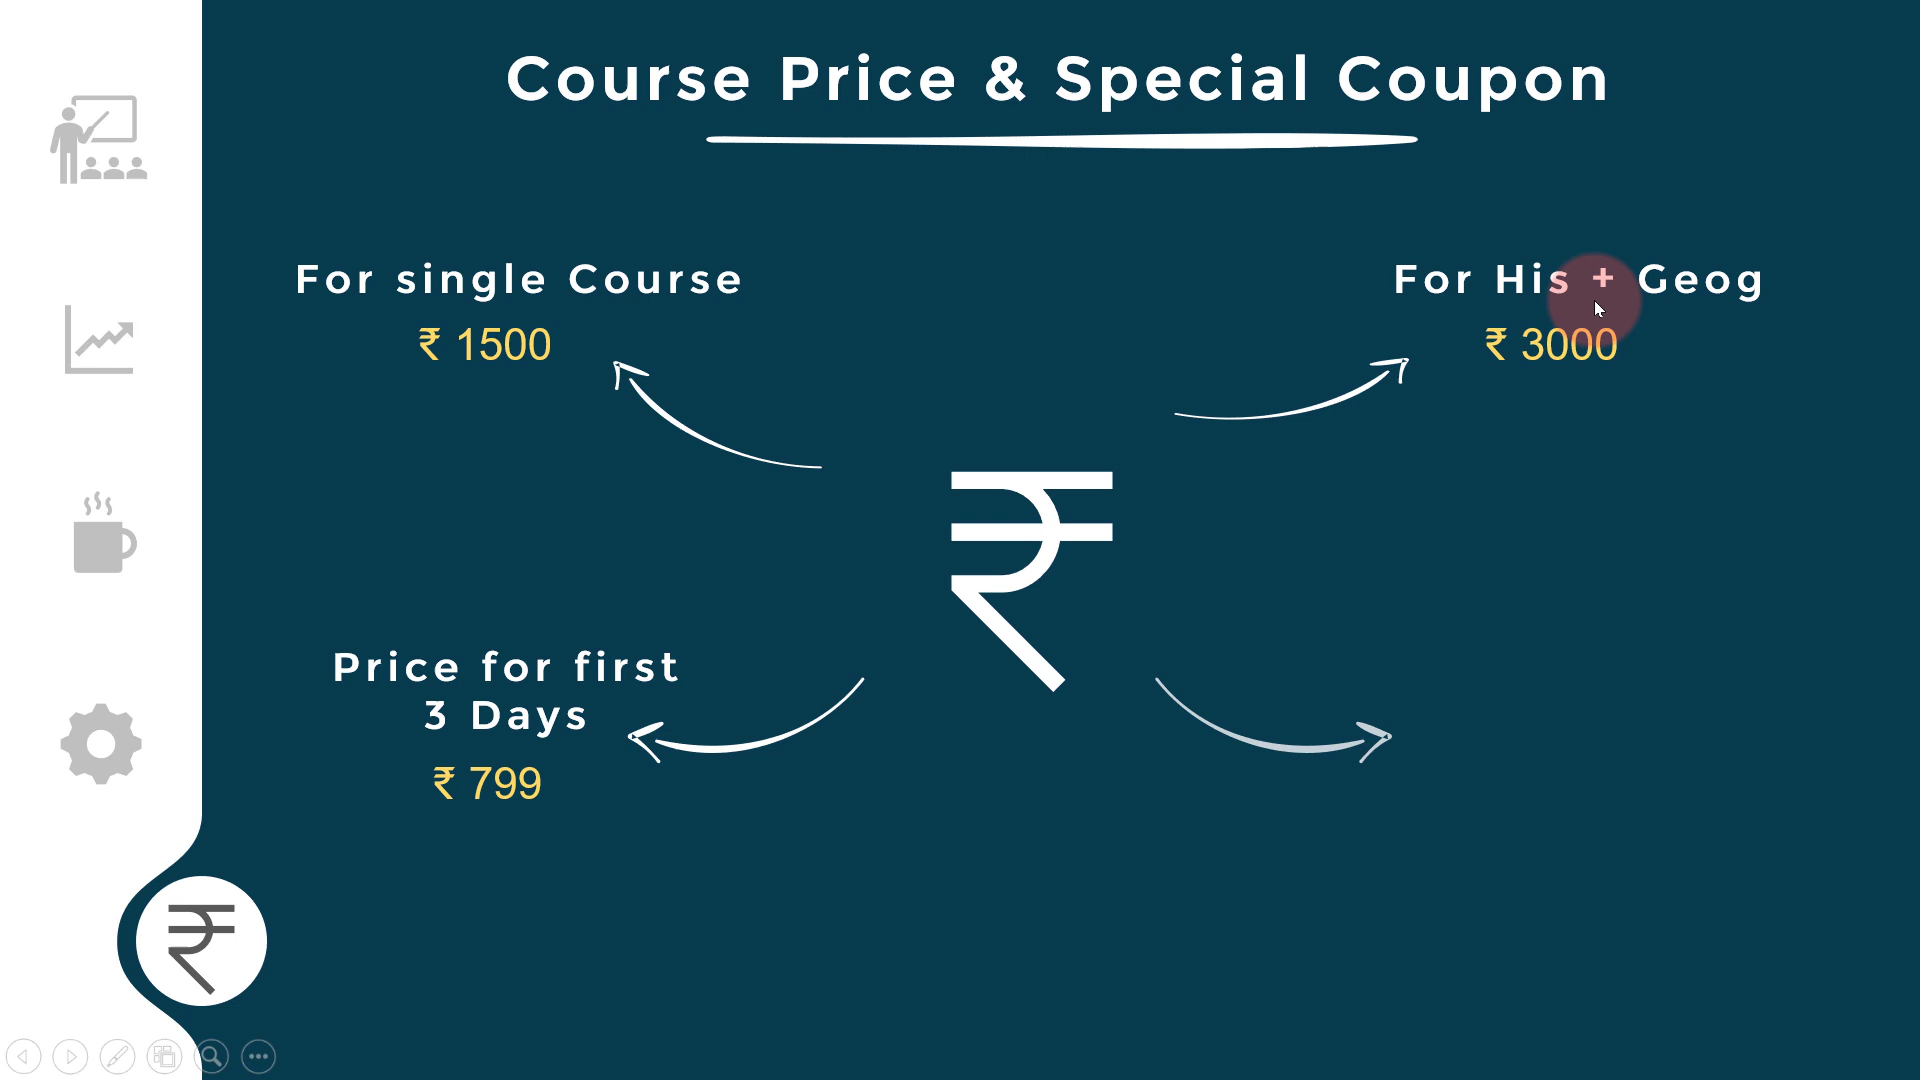 Course Price & Special Coupon
For single Course
₹ 1500
For His + Geog
₹ 3000
₹
Price for first
3 Days
₹ 799
₹